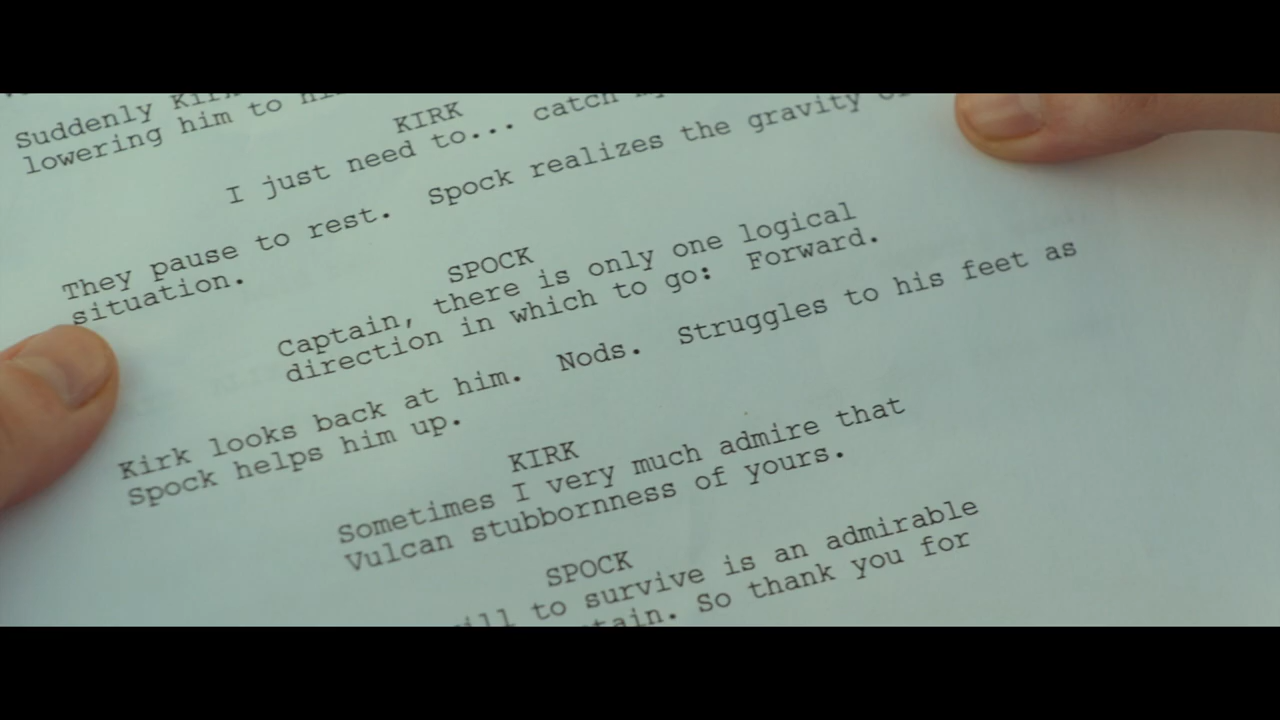 Suddenly
lowering him to
KIRK
I just need to... catch
They pause to rest.  Spock realizes the gravity
situation.
SPOCK
Captain, there is only one logical
direction in which to go:  Forward.
Kirk looks back at him.  Nods.  Struggles to his feet as
Spock helps him up.
KIRK
Sometimes I very much admire that
Vulcan stubbornness of yours.
SPOCK
to survive is an admirable
So thank you for